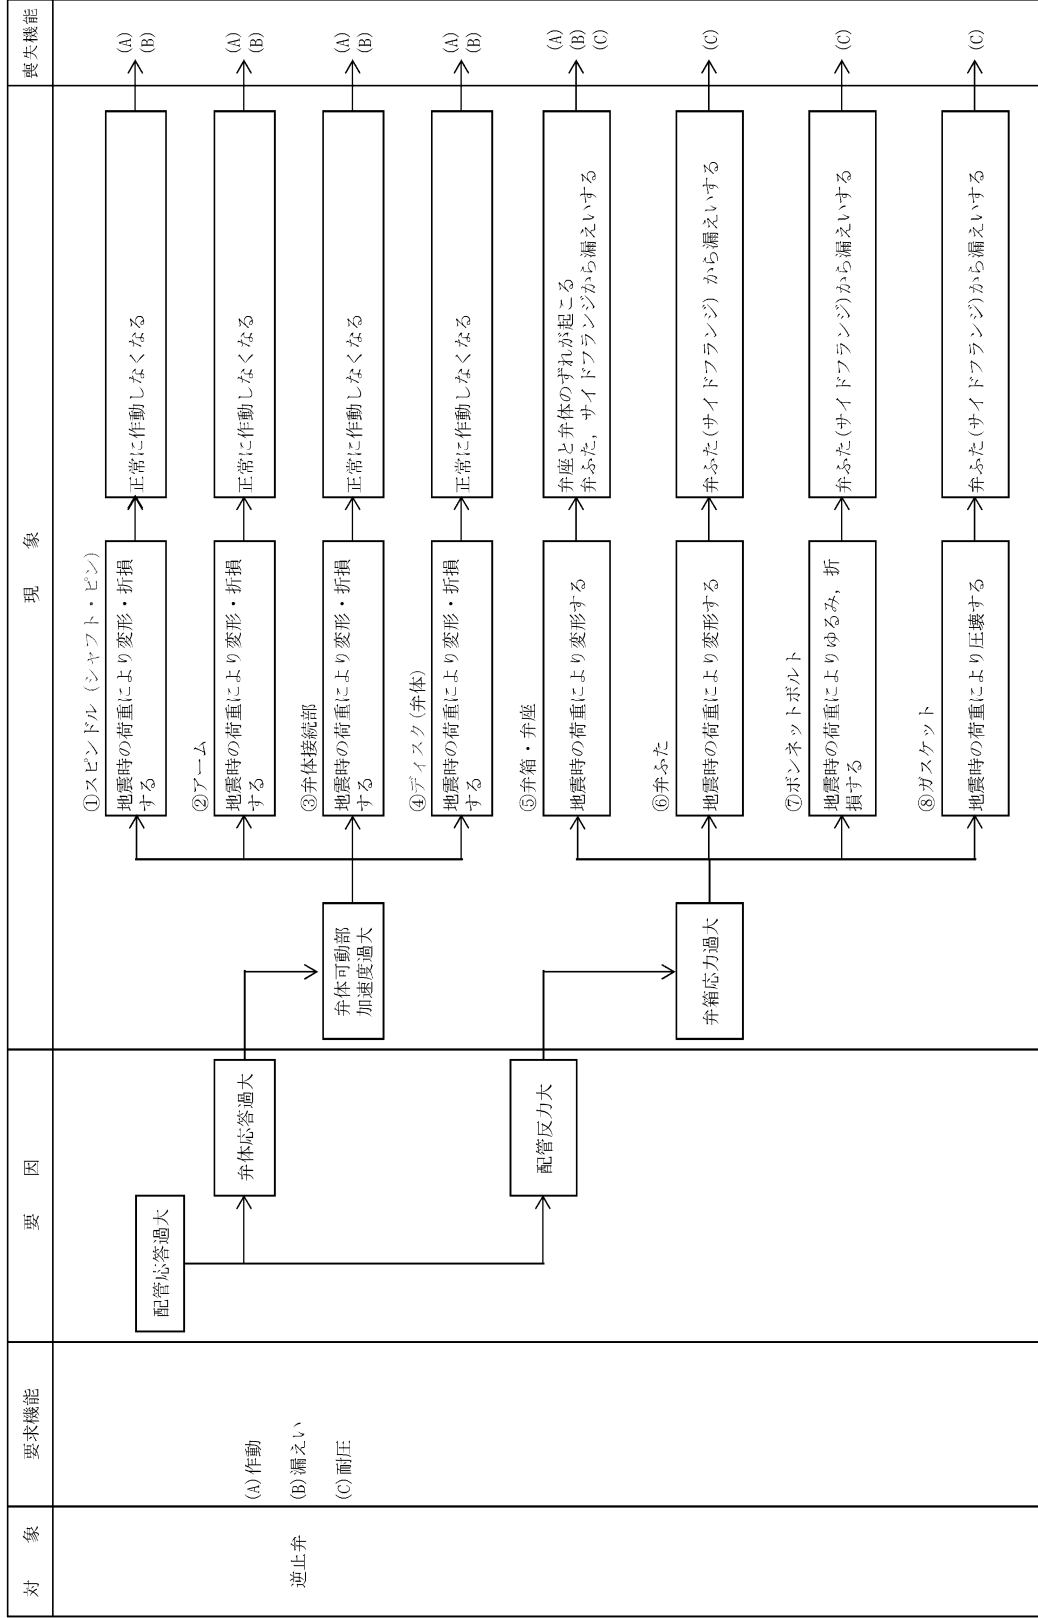 対　象
要求機能
要　因
現　象
喪失機能
逆止弁
(A)作動
(B)漏えい
(C)耐圧
配管応答過大
弁体応答過大
配管反力大
弁体可動部
加速度過大
弁箱応力過大
①スピンドル(シャフト・ピン)
地震時の荷重により変形・折損
する
正常に作動しなくなる
(A)
(B)
②アーム
地震時の荷重により変形・折損
する
正常に作動しなくなる
(A)
(B)
③弁体接続部
地震時の荷重により変形・折損
する
正常に作動しなくなる
(A)
(B)
④ディスク(弁体)
地震時の荷重により変形・折損
する
正常に作動しなくなる
(A)
(B)
⑤弁箱・弁座
地震時の荷重により変形する
弁座と弁体のずれが起こる
弁ふた，サイドフランジから漏えいする
(A)
(B)
(C)
⑥弁ふた
地震時の荷重により変形する
弁ふた(サイドフランジ) から漏えいする
(C)
⑦ボンネットボルト
地震時の荷重によりゆるみ，折
損する
弁ふた(サイドフランジ)から漏えいする
(C)
⑧ガスケット
地震時の荷重により圧壊する
弁ふた(サイドフランジ)から漏えいする
(C)